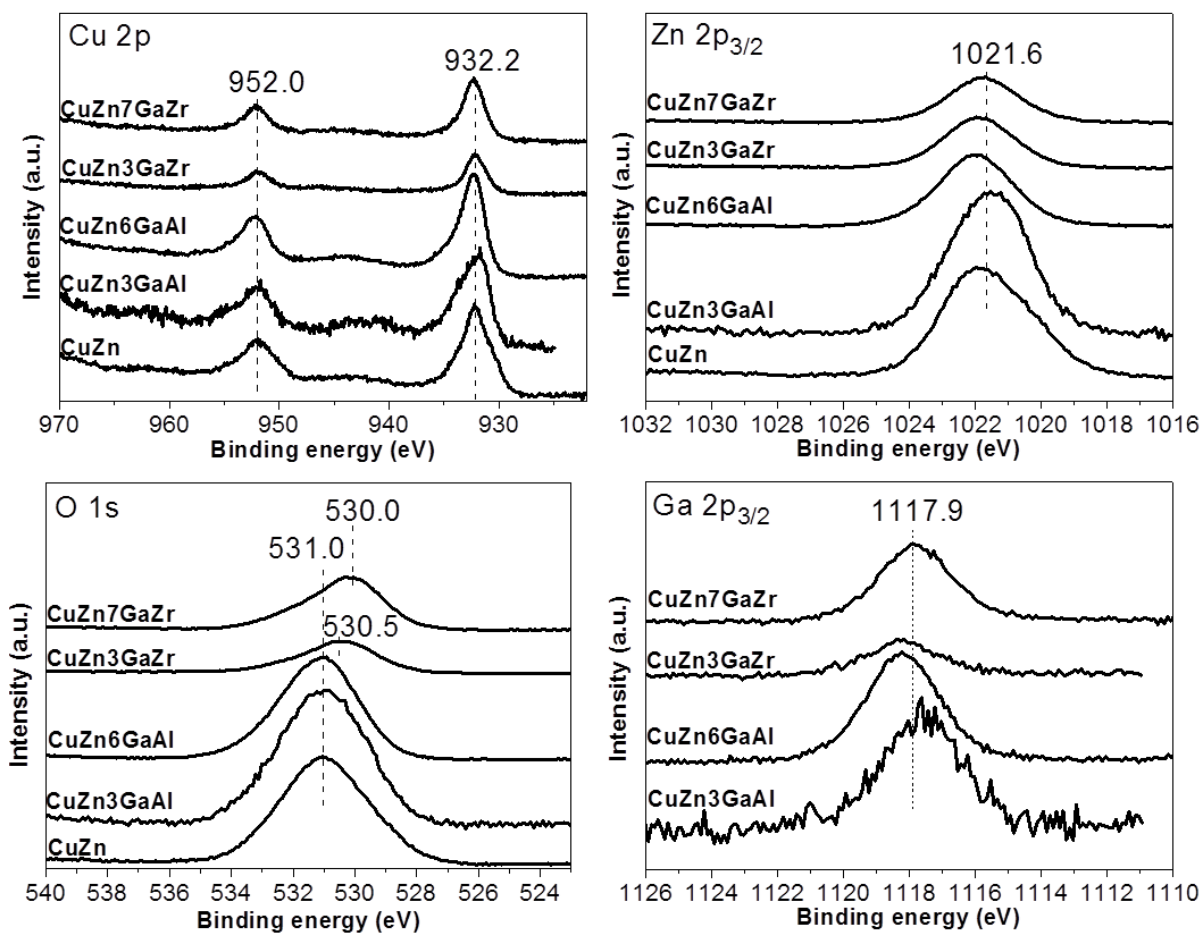 Cu 2p
952.0
932.2
CuZn7GaZr
CuZn3GaZr
CuZn6GaAl
CuZn3GaAl
CuZn
Intensity (a.u.)
970 960 950 940 930
Binding energy (eV)
Zn 2p3/2
1021.6
CuZn7GaZr
CuZn3GaZr
CuZn6GaAl
CuZn3GaAl
CuZn
Intensity (a.u.)
1032 1030 1028 1026 1024 1022 1020 1018 1016
Binding energy (eV)
O 1s
530.0
531.0
CuZn7GaZr
530.5
CuZn3GaZr
CuZn6GaAl
CuZn3GaAl
CuZn
Intensity (a.u.)
540 538 536 534 532 530 528 526 524
Binding energy (eV)
Ga 2p3/2
1117.9
CuZn7GaZr
CuZn3GaZr
CuZn6GaAl
CuZn3GaAl
Intensity (a.u.)
1126 1124 1122 1120 1118 1116 1114 1112 1110
Binding energy (eV)